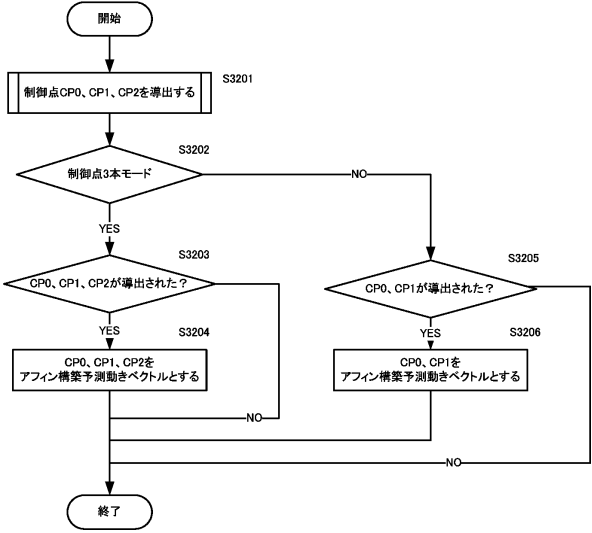 開始
S3201
制御点CP0、CP1、CP2を導出する
S3202
制御点3本モード
NO
YES
S3203
CP0、CP1、CP2が導出された？
S3205
CP0、CP1が導出された？
YES
S3204
CP0、CP1、CP2を
アフィン構築予測動きベクトルとする
YES
S3206
CP0、CP1を
アフィン構築予測動きベクトルとする
NO
NO
終了